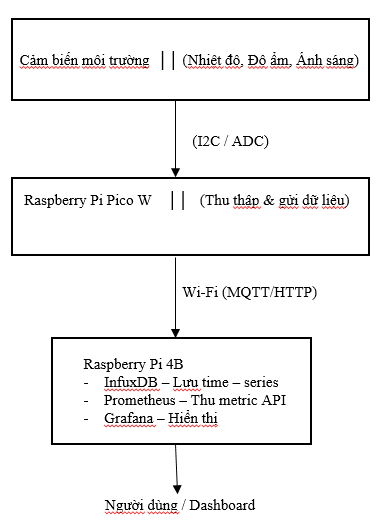 Cảm biến môi trường || (Nhiệt độ, Độ ẩm, Ánh sáng)
(I2C / ADC)
Raspberry Pi Pico W || (Thu thập & gửi dữ liệu)
Wi-Fi (MQTT/HTTP)
Raspberry Pi 4B
- InfuxDB – Lưu time – series
- Prometheus – Thu metric API
- Grafana – Hiển thị
Người dùng / Dashboard